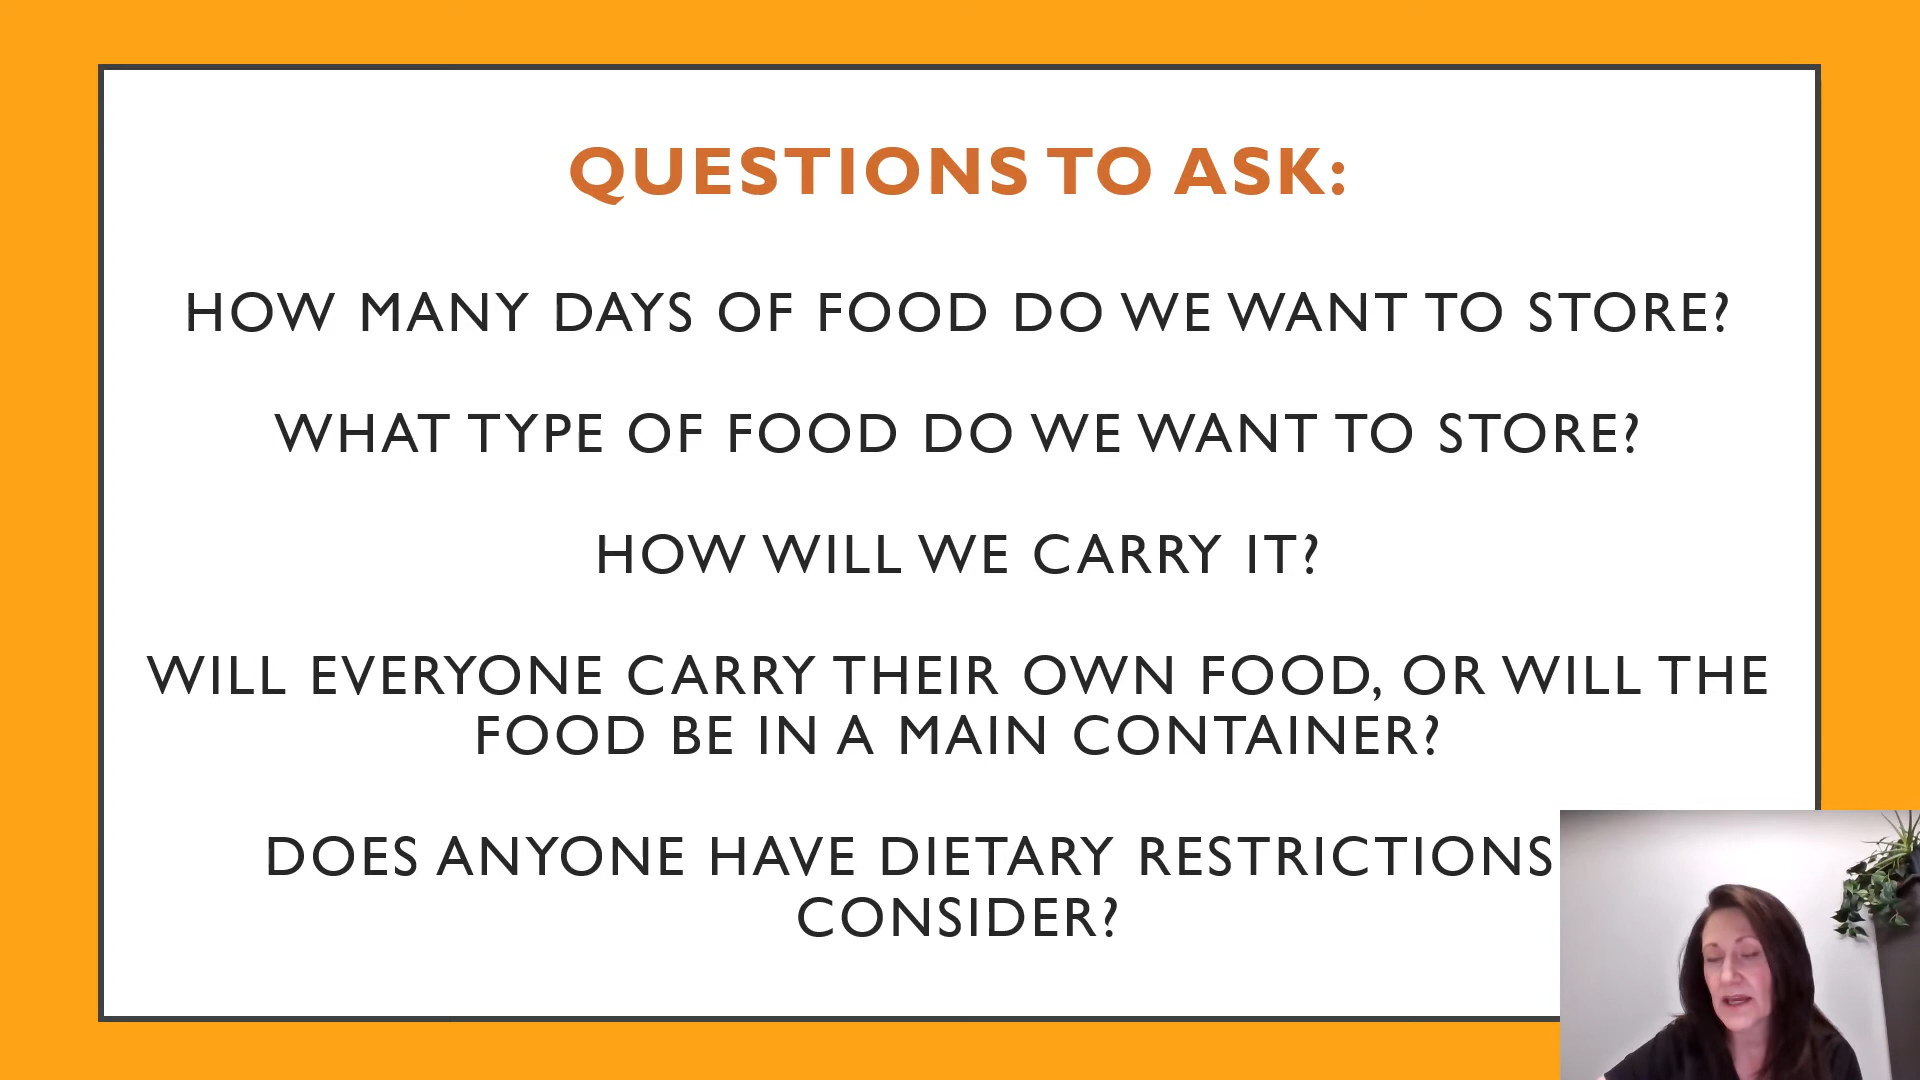 QUESTIONS TO ASK:
HOW MANY DAYS OF FOOD DO WE WANT TO STORE?
WHAT TYPE OF FOOD DO WE WANT TO STORE?
HOW WILL WE CARRY IT?
WILL EVERYONE CARRY THEIR OWN FOOD, OR WILL THE
FOOD BE IN A MAIN CONTAINER?
DOES ANYONE HAVE DIETARY RESTRICTIONS
CONSIDER?